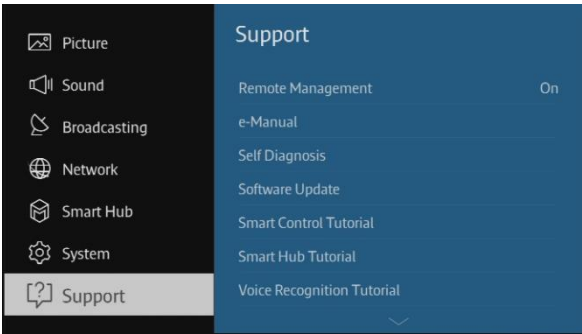 Picture
Sound
Broadcasting
Network
Smart Hub
System
Support
Support
Remote Management On
e-Manual
Self Diagnosis
Software Update
Smart Control Tutorial
Smart Hub Tutorial
Voice Recognition Tutorial